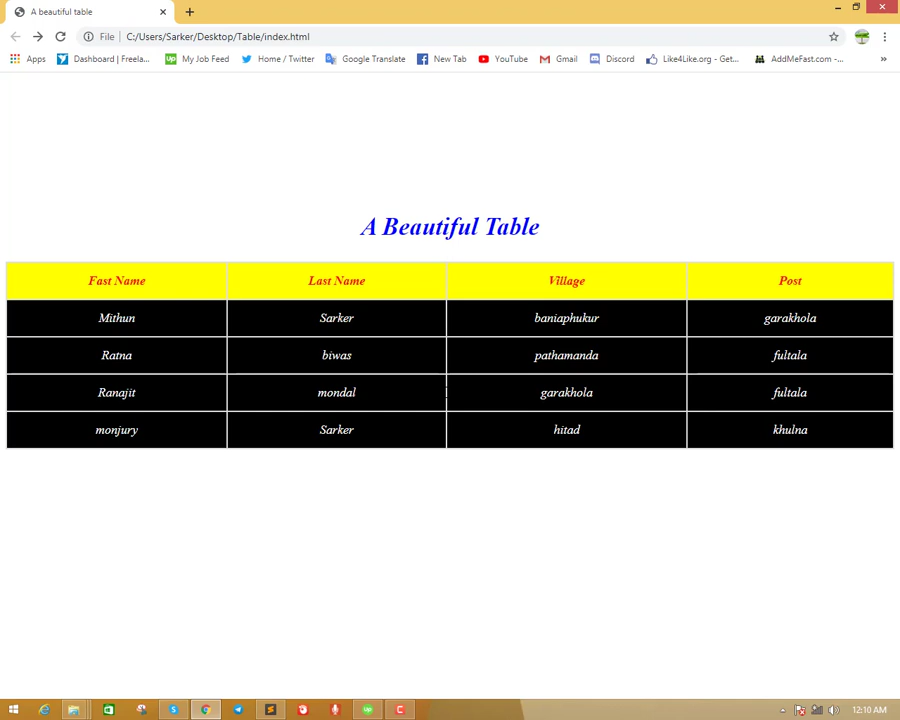 A beautiful table
File C:/Users/Sarker/Desktop/Table/index.html
Apps Dashboard | Freela... My Job Feed Home / Twitter Google Translate New Tab YouTube Gmail Discord Like4Like.org - Get... AddMeFast.com -... »
A Beautiful Table
Fast Name Last Name Village Post
Mithun Sarker baniaphukur garakhola
Ratna biwas pathamanda fultala
Ranajit mondal garakhola fultala
monjury Sarker hitad khulna
12:10 AM